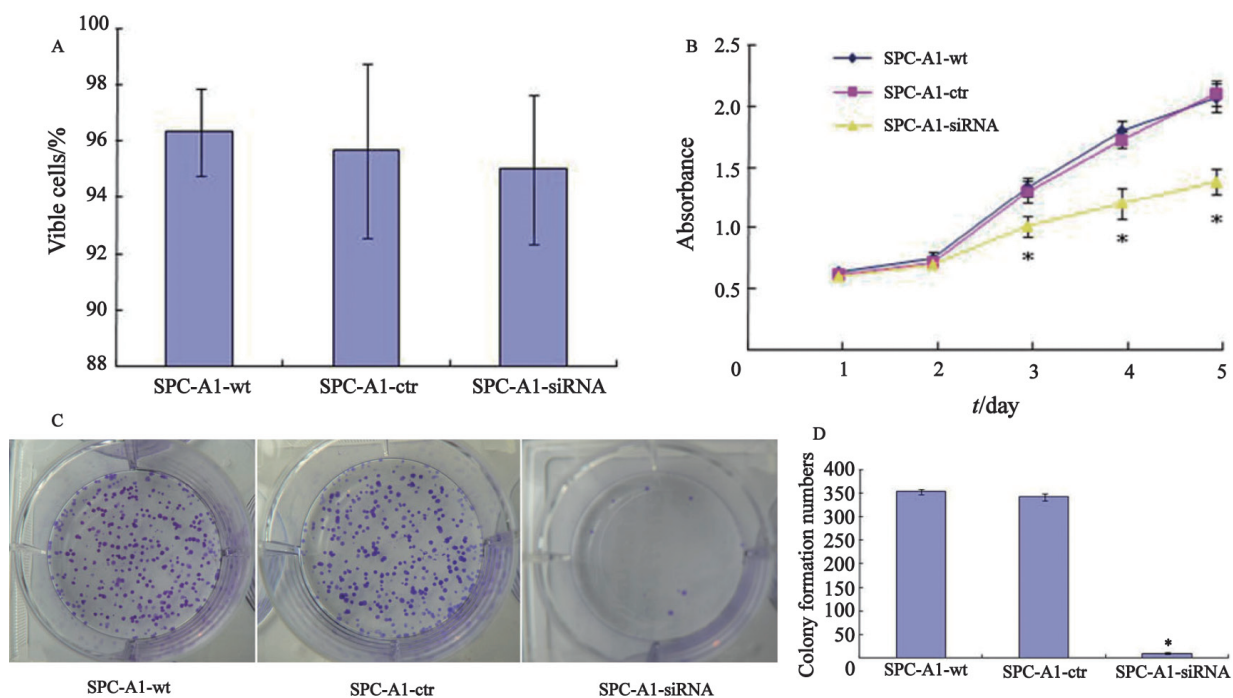 A
Vible cells/%
100
98
96
94
92
90
88
SPC-A1-wt
SPC-A1-ctr
SPC-A1-siRNA
B
Absorbance
2.5
2.0
1.5
1.0
0.5
0
SPC-A1-wt
SPC-A1-ctr
SPC-A1-siRNA
*
*
*
1 2 3 4 5
t/day
C
SPC-A1-wt
SPC-A1-ctr
SPC-A1-siRNA
D
Colony formation numbers
400
350
300
250
200
150
100
50
0
*
SPC-A1-wt
SPC-A1-ctr
SPC-A1-siRNA